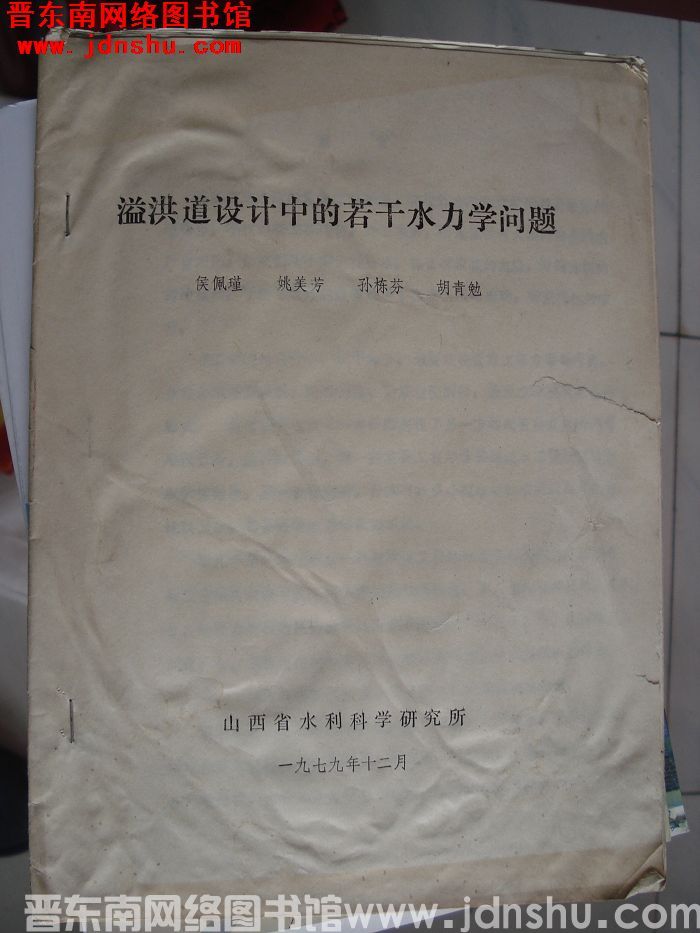 晋东南网络图书馆
www.jdnshu.com
溢洪道设计中的若干水力学问题
侯佩瑾 姚美芳 孙栋芬 胡青勉
山西省水利科学研究所
一九七九年十二月
晋东南网络图书馆 www.jdnshu.com